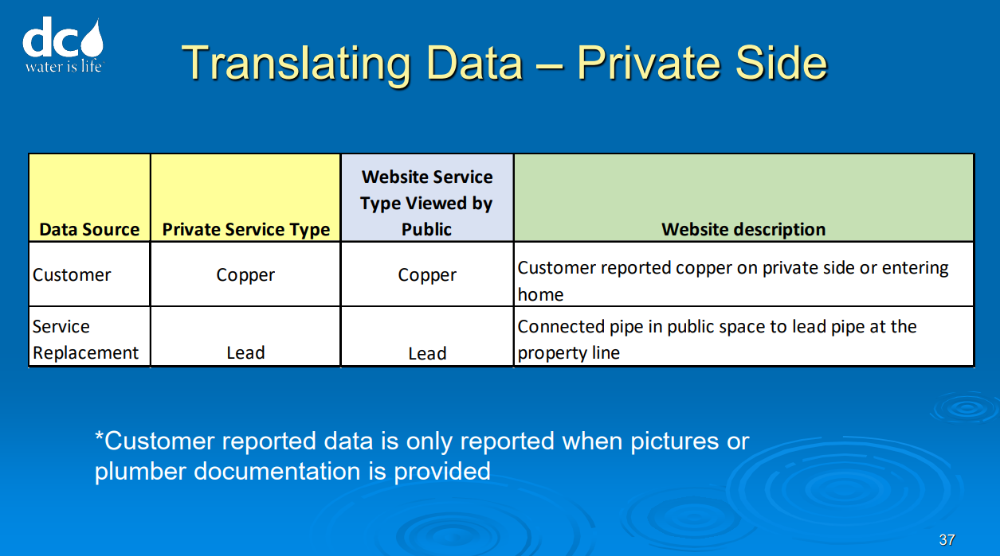 dc
water is life
Translating Data – Private Side
Data Source
Private Service Type
Website Service
Type Viewed by
Public
Website description
Customer
Copper
Copper
Customer reported copper on private side or entering
home
Service
Replacement
Lead
Lead
Connected pipe in public space to lead pipe at the
property line
*Customer reported data is only reported when pictures or
plumber documentation is provided
37